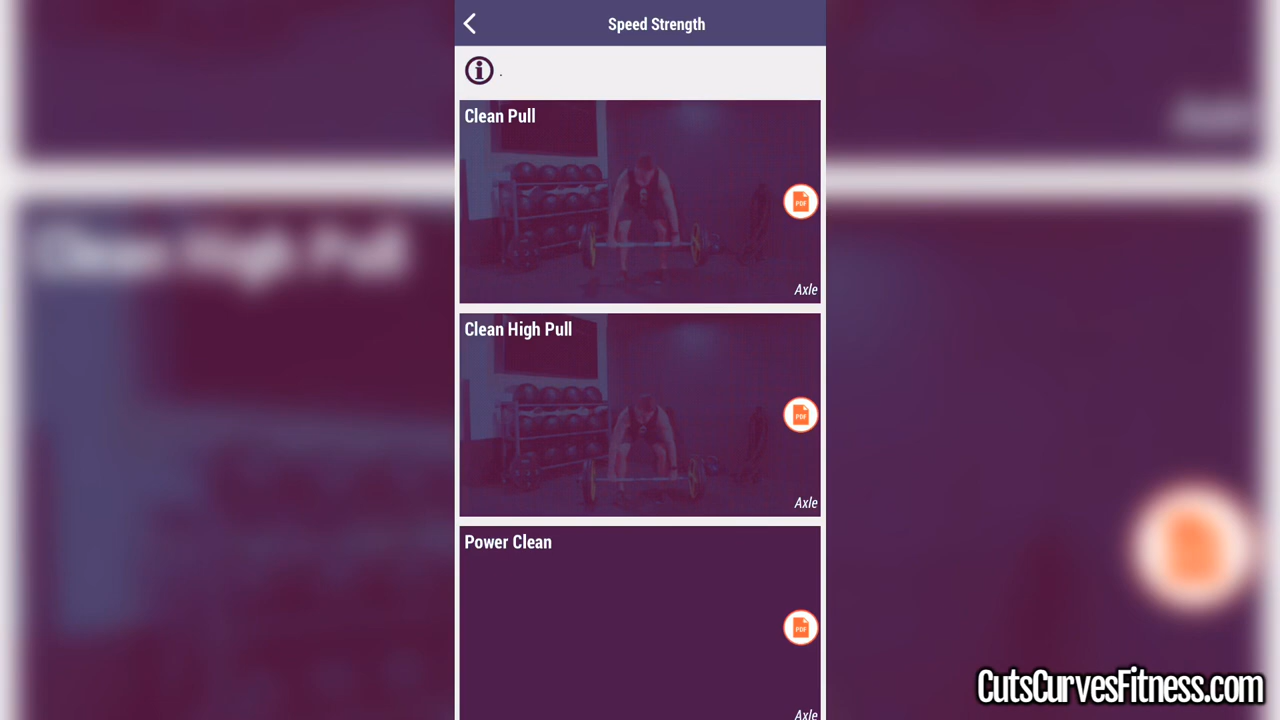 Speed Strength
.
Clean Pull
PDF
Axle
Clean High Pull
PDF
Axle
Power Clean
PDF
Axle
CutsCurvesFitness.com